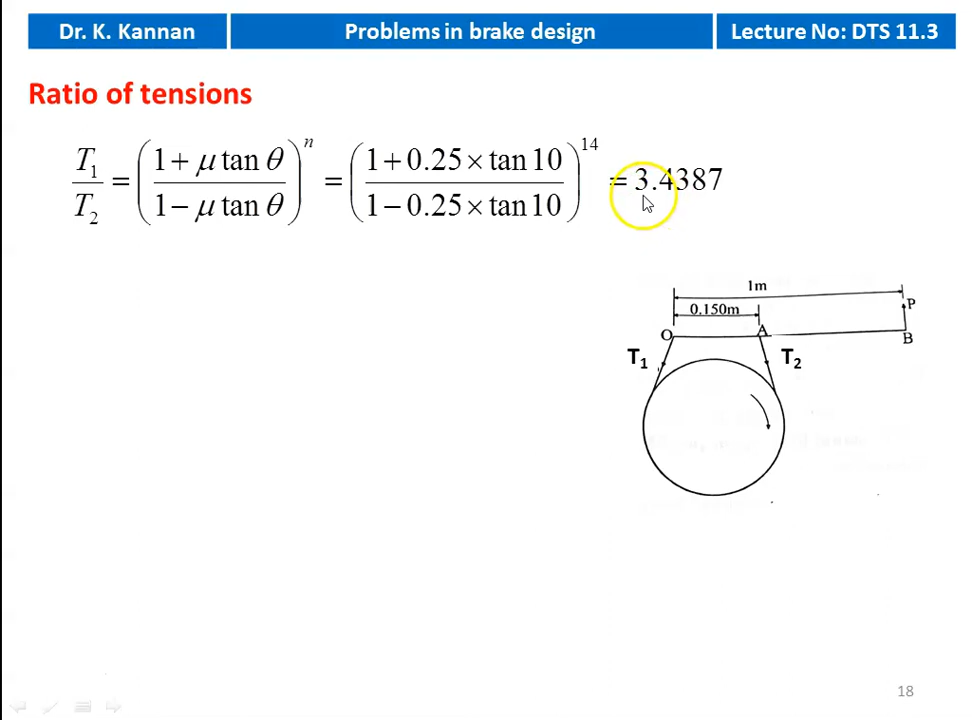 Dr. K. Kannan
Problems in brake design
Lecture No: DTS 11.3
Ratio of tensions
T₁/T₂ = ((1 + μ tan θ)/(1 − μ tan θ))ⁿ = ((1 + 0.25 × tan 10)/(1 − 0.25 × tan 10))¹⁴ = 3.4387
1m
0.150m
P
O
A
B
T₁
T₂
18